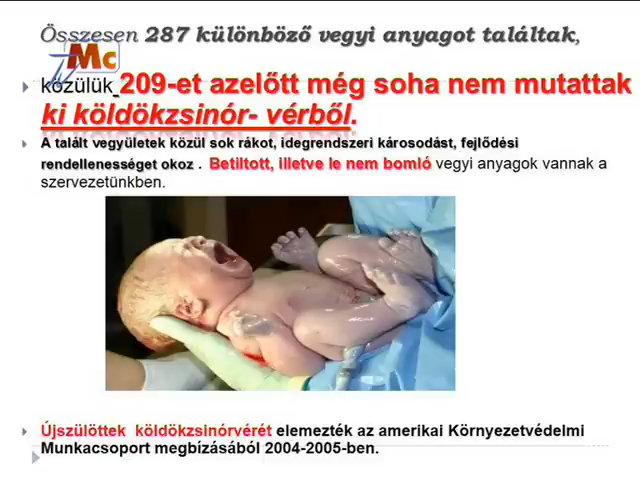 Összesen 287 különböző vegyi anyagot találtak,
Mc
közülük 209-et azelőtt még soha nem mutattak
ki köldökzsinór- vérből.
A talált vegyületek közül sok rákot, idegrendszeri károsodást, fejlődési
rendellenességet okoz . Betiltott, illetve le nem bomló vegyi anyagok vannak a
szervezetünkben.
Újszülöttek köldökzsinórvérét elemezték az amerikai Környezetvédelmi
Munkacsoport megbízásából 2004-2005-ben.